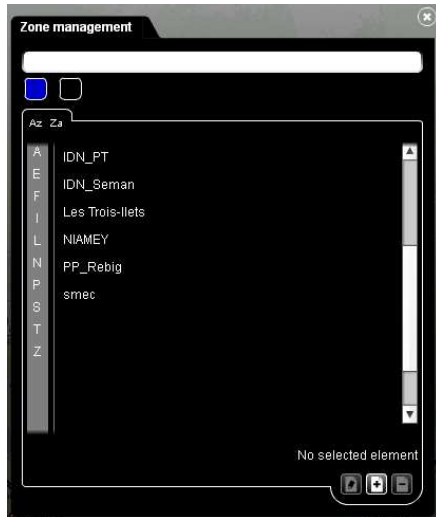 Zone management
Az Za
A
E
F
I
L
N
P
S
T
Z
IDN_PT
IDN_Seman
Les Trois-Ilets
NIAMEY
PP_Rebig
smec
No selected element